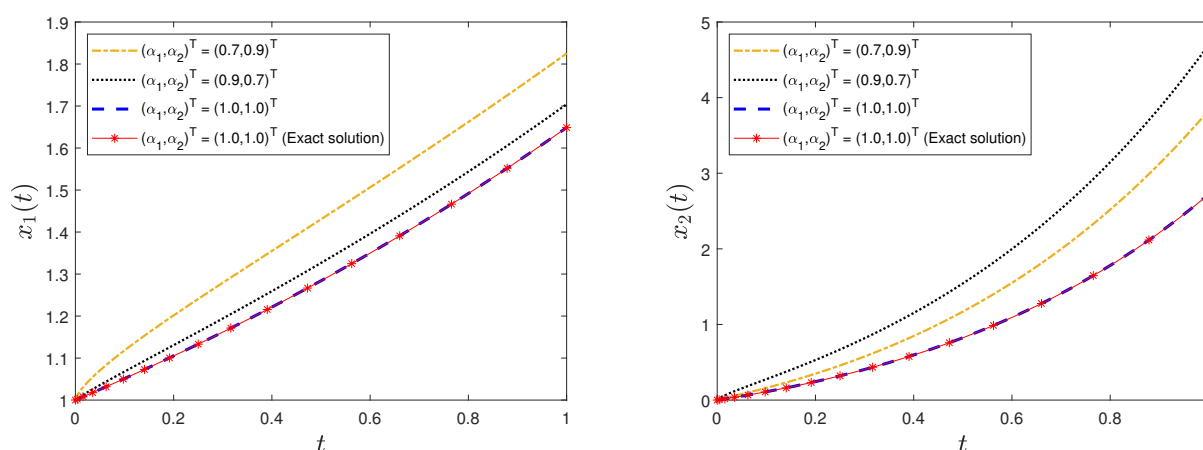 1.9
1.8
1.7
1.6
1.5
1.4
1.3
1.2
1.1
1
0 0.2 0.4 0.6 0.8 1
t
x₁(t)
(α₁,α₂)ᵀ = (0.7,0.9)ᵀ
(α₁,α₂)ᵀ = (0.9,0.7)ᵀ
(α₁,α₂)ᵀ = (1.0,1.0)ᵀ
(α₁,α₂)ᵀ = (1.0,1.0)ᵀ (Exact solution)
5
4
3
2
1
0
0 0.2 0.4 0.6 0.8
t
x₂(t)
(α₁,α₂)ᵀ = (0.7,0.9)ᵀ
(α₁,α₂)ᵀ = (0.9,0.7)ᵀ
(α₁,α₂)ᵀ = (1.0,1.0)ᵀ
(α₁,α₂)ᵀ = (1.0,1.0)ᵀ (Exact solution)